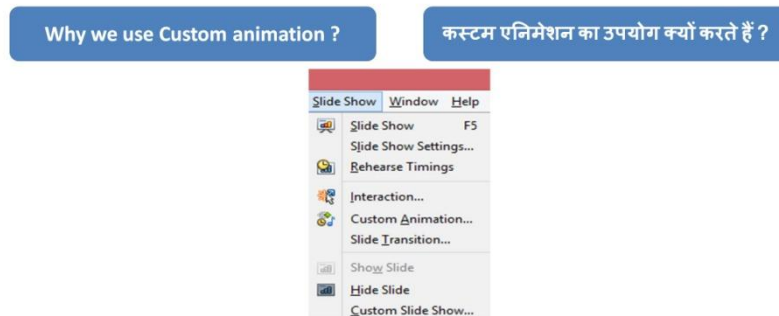 Why we use Custom animation ?
कस्टम एनिमेशन का उपयोग क्यों करते हैं ?
Slide Show Window Help
Slide Show F5
Slide Show Settings...
Rehearse Timings
Interaction...
Custom Animation...
Slide Transition...
Show Slide
Hide Slide
Custom Slide Show...